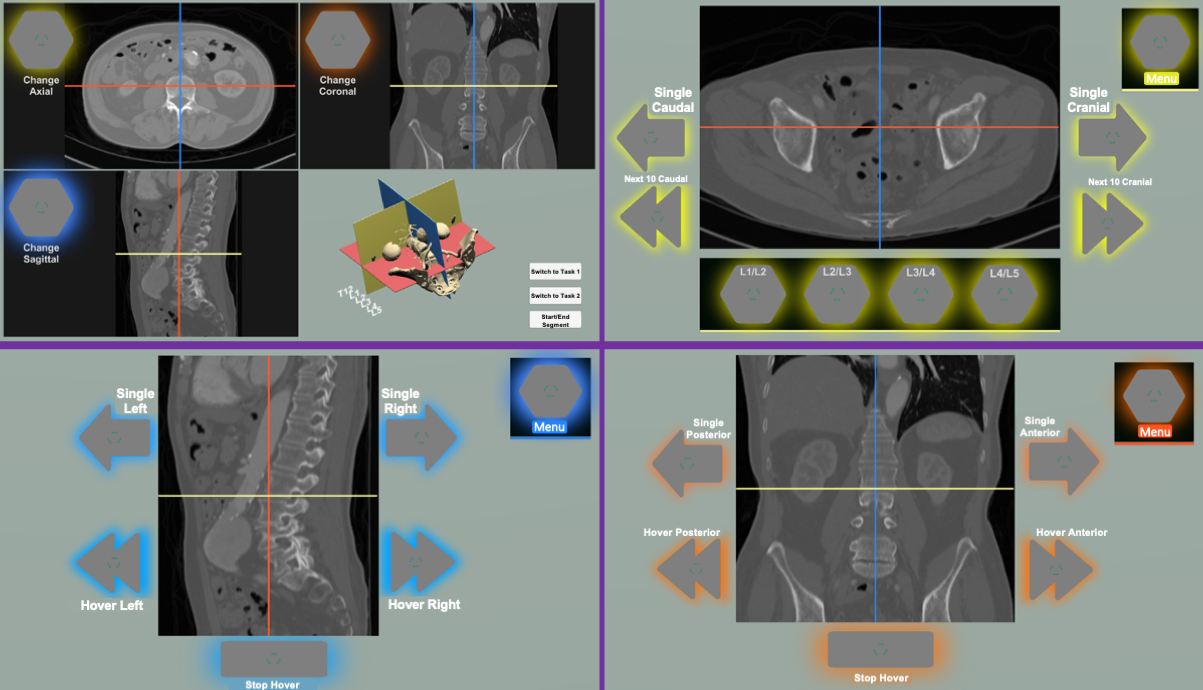 Change
Axial
Change
Coronal
Change
Sagittal
Switch to Task 1
Switch to Task 2
Start/End
Segment
Single
Caudal
Next 10 Caudal
Single
Cranial
Next 10 Cranial
Menu
L1/L2
L2/L3
L3/L4
L4/L5
Single
Left
Single
Right
Menu
Hover Left
Hover Right
Stop Hover
Single
Posterior
Single
Anterior
Menu
Hover Posterior
Hover Anterior
Stop Hover